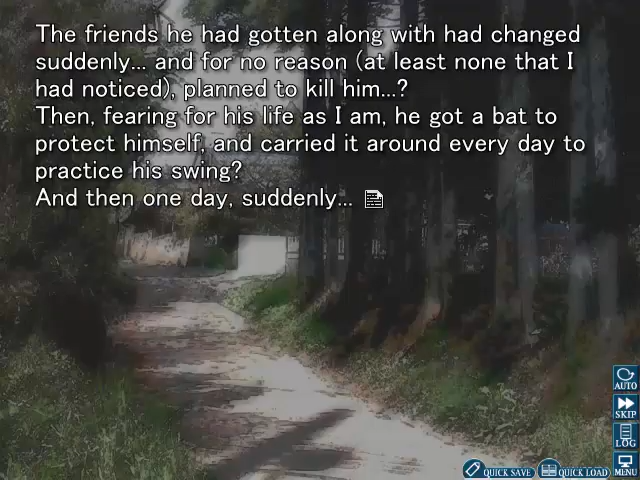 The friends he had gotten along with had changed
suddenly... and for no reason (at least none that I
had noticed), planned to kill him...?
Then, fearing for his life as I am, he got a bat to
protect himself, and carried it around every day to
practice his swing?
And then one day, suddenly...
AUTO
SKIP
LOG
MENU
QUICK SAVE QUICK LOAD